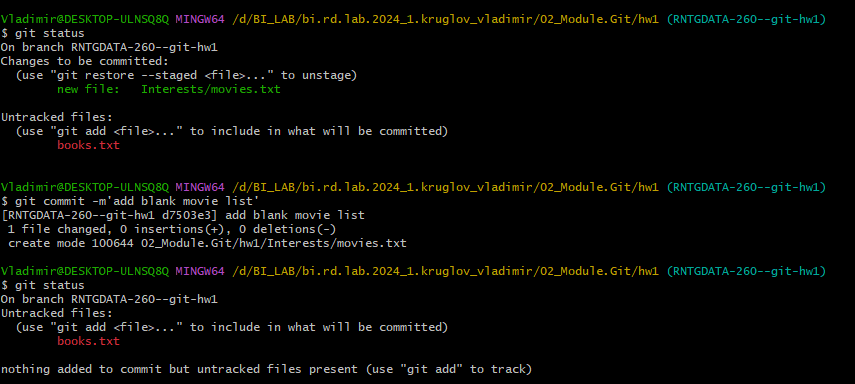 Vladimir@DESKTOP-ULNSQ8Q MINGW64 /d/BI_LAB/bi.rd.lab.2024_1.kruglov_vladimir/02_Module.Git/hw1 (RNTGDATA-260--git-hw1)
$ git status
On branch RNTGDATA-260--git-hw1
Changes to be committed:
  (use "git restore --staged <file>..." to unstage)
        new file:   Interests/movies.txt

Untracked files:
  (use "git add <file>..." to include in what will be committed)
        books.txt


Vladimir@DESKTOP-ULNSQ8Q MINGW64 /d/BI_LAB/bi.rd.lab.2024_1.kruglov_vladimir/02_Module.Git/hw1 (RNTGDATA-260--git-hw1)
$ git commit -m'add blank movie list'
[RNTGDATA-260--git-hw1 d7503e3] add blank movie list
 1 file changed, 0 insertions(+), 0 deletions(-)
 create mode 100644 02_Module.Git/hw1/Interests/movies.txt

Vladimir@DESKTOP-ULNSQ8Q MINGW64 /d/BI_LAB/bi.rd.lab.2024_1.kruglov_vladimir/02_Module.Git/hw1 (RNTGDATA-260--git-hw1)
$ git status
On branch RNTGDATA-260--git-hw1
Untracked files:
  (use "git add <file>..." to include in what will be committed)
        books.txt

nothing added to commit but untracked files present (use "git add" to track)